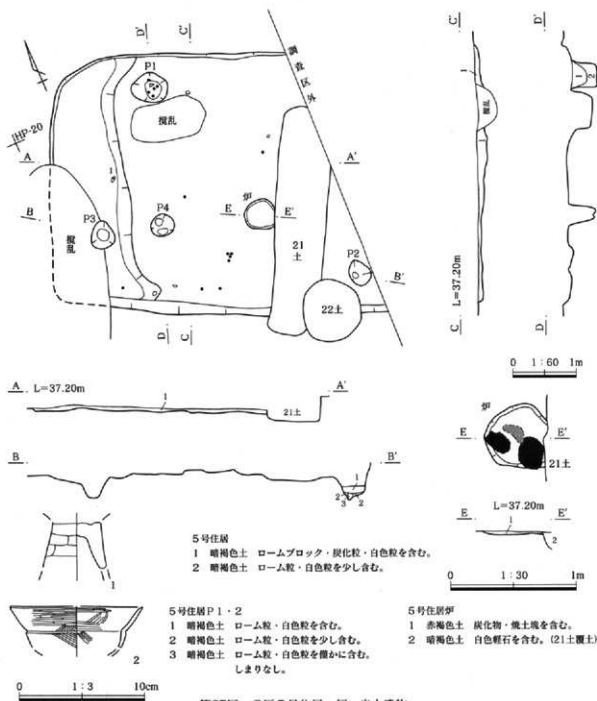 D'
C'
調査区外
P1
攪乱
HP-20
A
A'
1
B
P3
P4
炉
E
E'
21
土
攪乱
P2
B'
22土
D
C
C'
D'
1
攪乱
1
2
L=37.20m
C
D
0 1:60 1m
A
L=37.20m
1
A'
21土
B
B'
1
3
2
炉
E
E'
21土
L=37.20m
E
1
E'
2
0 1:30 1m
1
5号住居
1 暗褐色土 ロームブロック・炭化粒・白色粒を含む。
2 暗褐色土 ローム粒・白色粒を少し含む。
2
5号住居P1・2
1 暗褐色土 ローム粒・白色粒を含む。
2 暗褐色土 ローム粒・白色粒を少し含む。
3 暗褐色土 ローム粒・白色粒を僅かに含む。
しまりなし。
5号住居炉
1 赤褐色土 炭化物・焼土塊を含む。
2 暗褐色土 白色軽石を含む。(21土覆土)
0 1:3 10cm